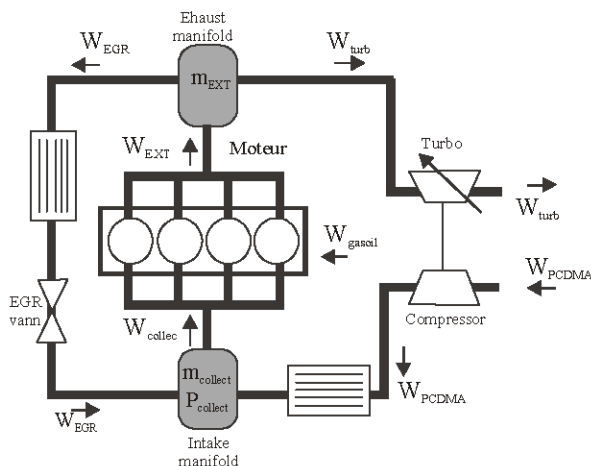 Ehaust
manifold
W_EGR
W_turb
m_EXT
W_EXT
Moteur
Turbo
W_turb
W_gasoil
W_PCDMA
EGR
vann
W_collec
Compressor
m_collect
P_collect
W_PCDMA
W_EGR
Intake
manifold